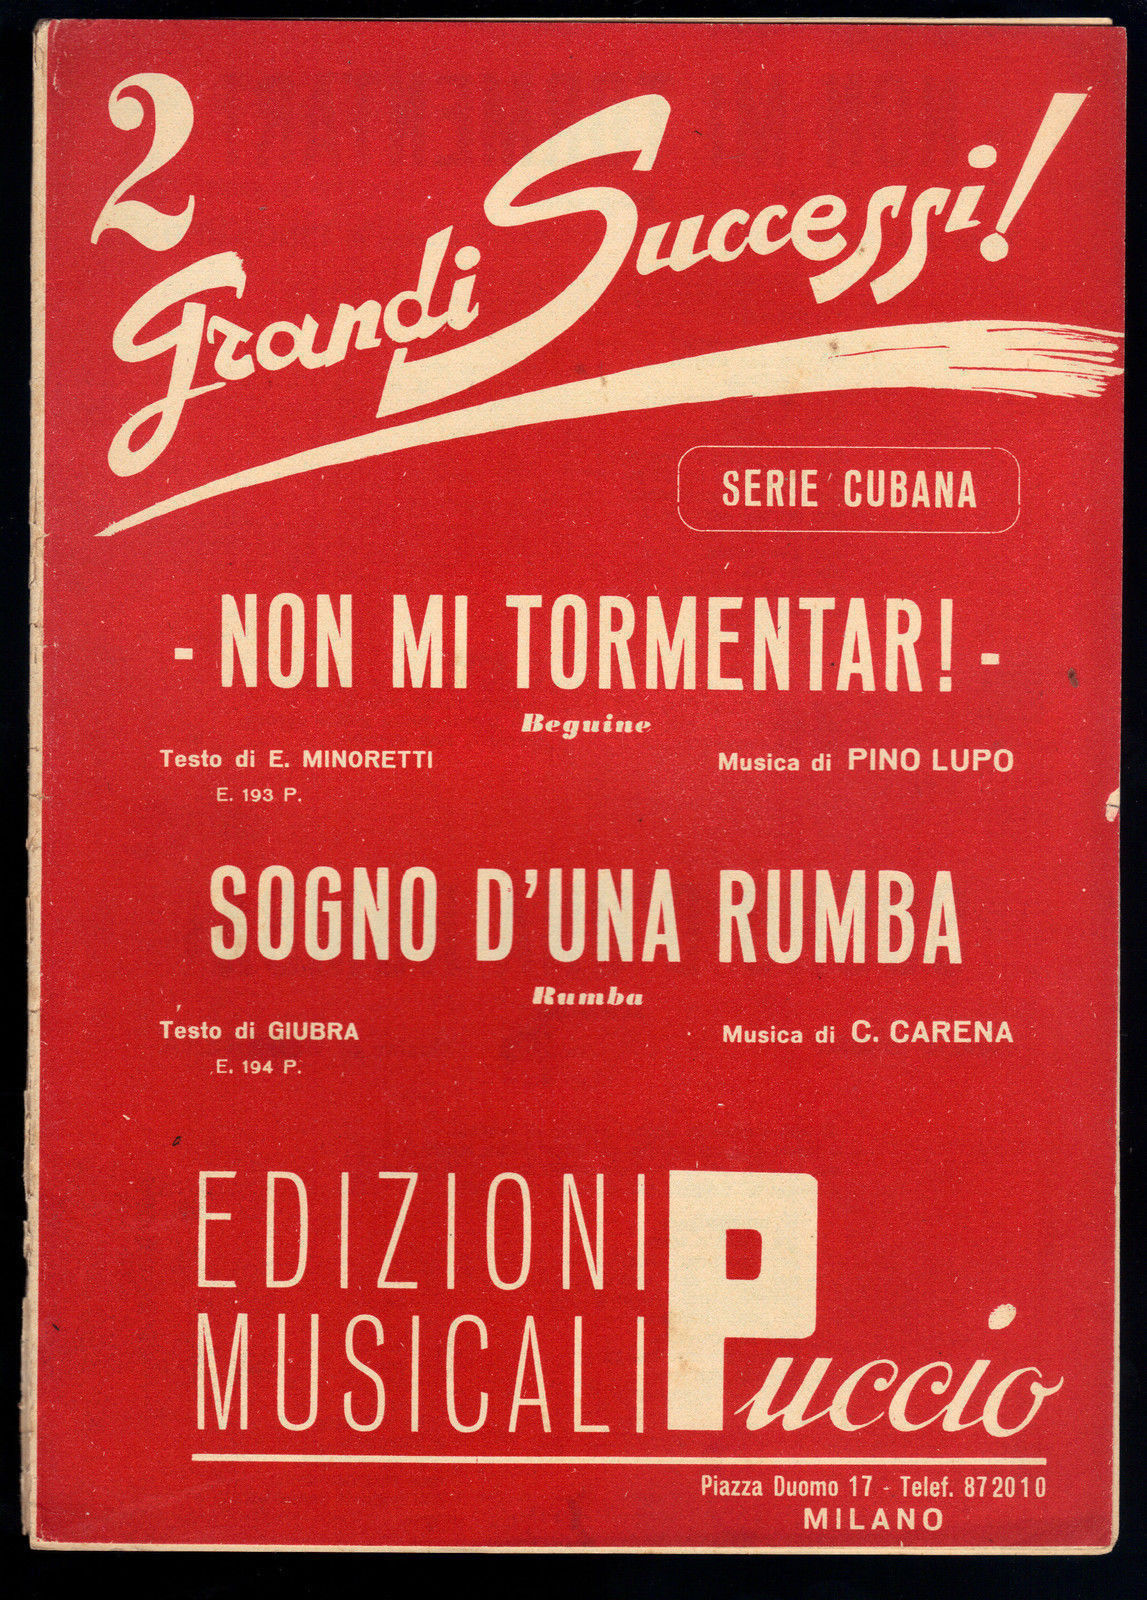 2
Grandi Successi!
SERIE CUBANA
- NON MI TORMENTAR! -
Beguine
Testo di E. MINORETTI
Musica di PINO LUPO
E. 193 P.
SOGNO D'UNA RUMBA
Rumba
Testo di GIUBRA
Musica di C. CARENA
E. 194 P.
EDIZIONI
MUSICALI Puccio
Piazza Duomo 17 - Telef. 872010
MILANO